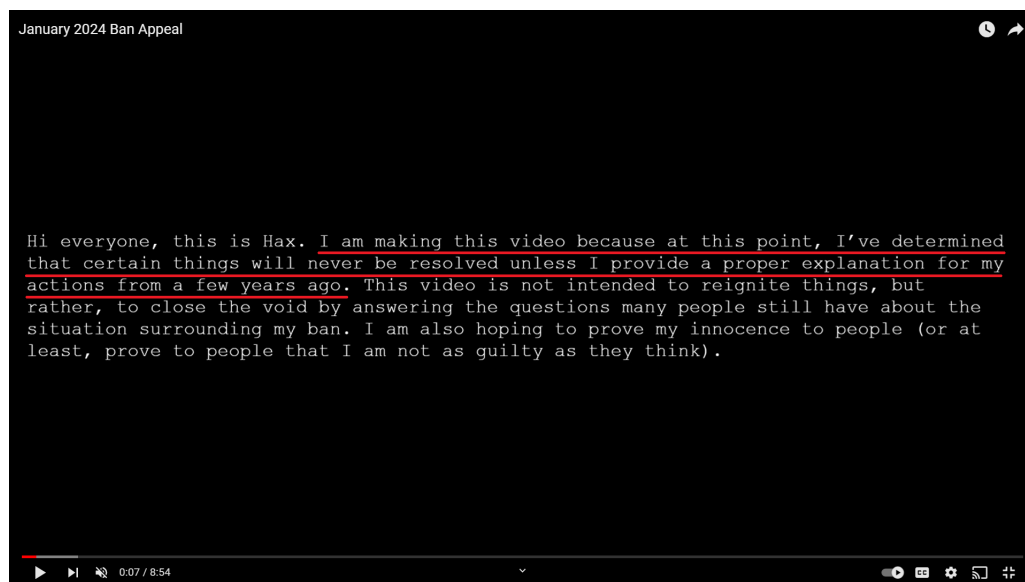 January 2024 Ban Appeal
Hi everyone, this is Hax. I am making this video because at this point, I've determined
that certain things will never be resolved unless I provide a proper explanation for my
actions from a few years ago. This video is not intended to reignite things, but
rather, to close the void by answering the questions many people still have about the
situation surrounding my ban. I am also hoping to prove my innocence to people (or at
least, prove to people that I am not as guilty as they think).
0:07 / 8:54
CC